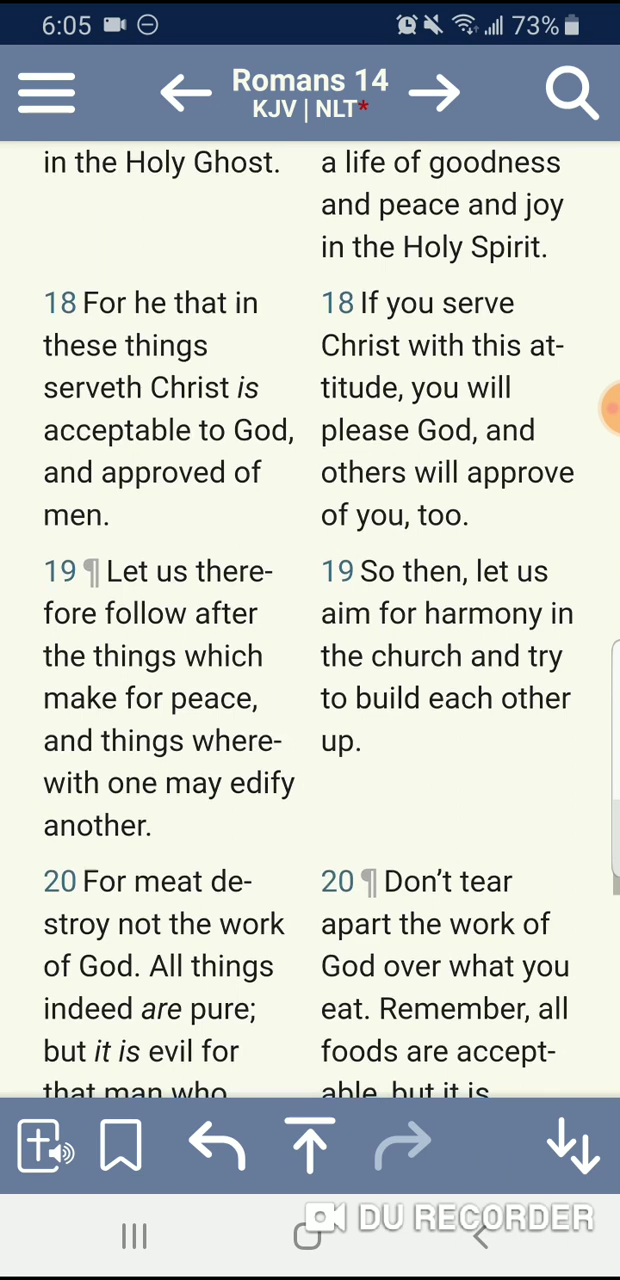 6:05
73%
Romans 14
KJV | NLT*
in the Holy Ghost.
18 For he that in
these things
serveth Christ is
acceptable to God,
and approved of
men.
19 ¶ Let us there-
fore follow after
the things which
make for peace,
and things where-
with one may edify
another.
20 For meat de-
stroy not the work
of God. All things
indeed are pure;
but it is evil for
that man who
a life of goodness
and peace and joy
in the Holy Spirit.
18 If you serve
Christ with this at-
titude, you will
please God, and
others will approve
of you, too.
19 So then, let us
aim for harmony in
the church and try
to build each other
up.
20 ¶ Don't tear
apart the work of
God over what you
eat. Remember, all
foods are accept-
able, but it is
DU RECORDER